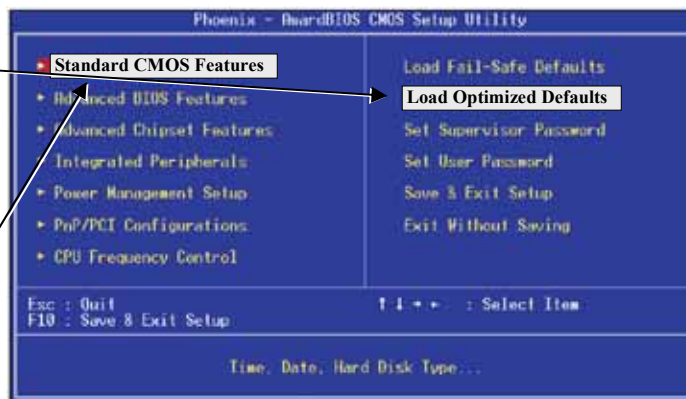 Phoenix - AwardBIOS CMOS Setup Utility
Standard CMOS Features
▸ Advanced BIOS Features
▸ Advanced Chipset Features
▸ Integrated Peripherals
▸ Power Management Setup
▸ PnP/PCI Configurations
▸ CPU Frequency Control
Load Fail-Safe Defaults
Load Optimized Defaults
Set Supervisor Password
Set User Password
Save & Exit Setup
Exit Without Saving
Esc : Quit
F10 : Save & Exit Setup
↑ ↓ → ← : Select Item
Time, Date, Hard Disk Type...